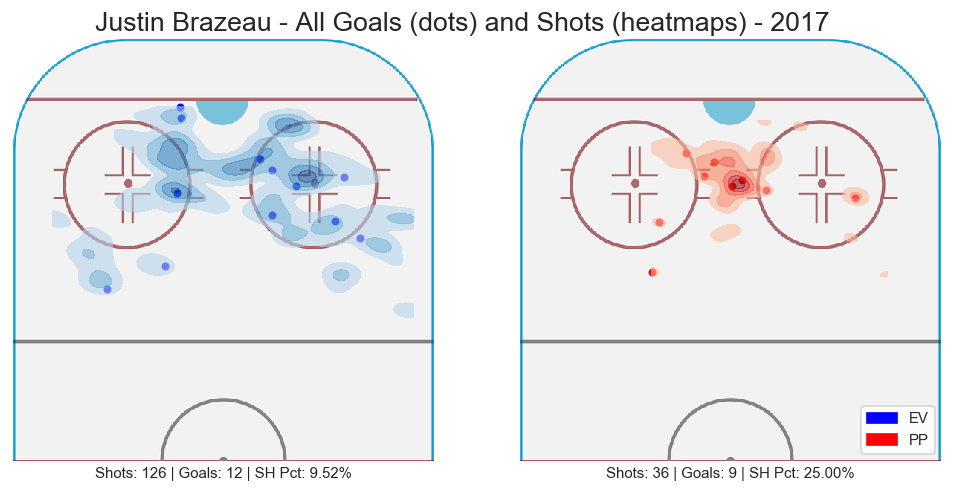 Justin Brazeau - All Goals (dots) and Shots (heatmaps) - 2017
EV
PP
Shots: 126 | Goals: 12 | SH Pct: 9.52%
Shots: 36 | Goals: 9 | SH Pct: 25.00%